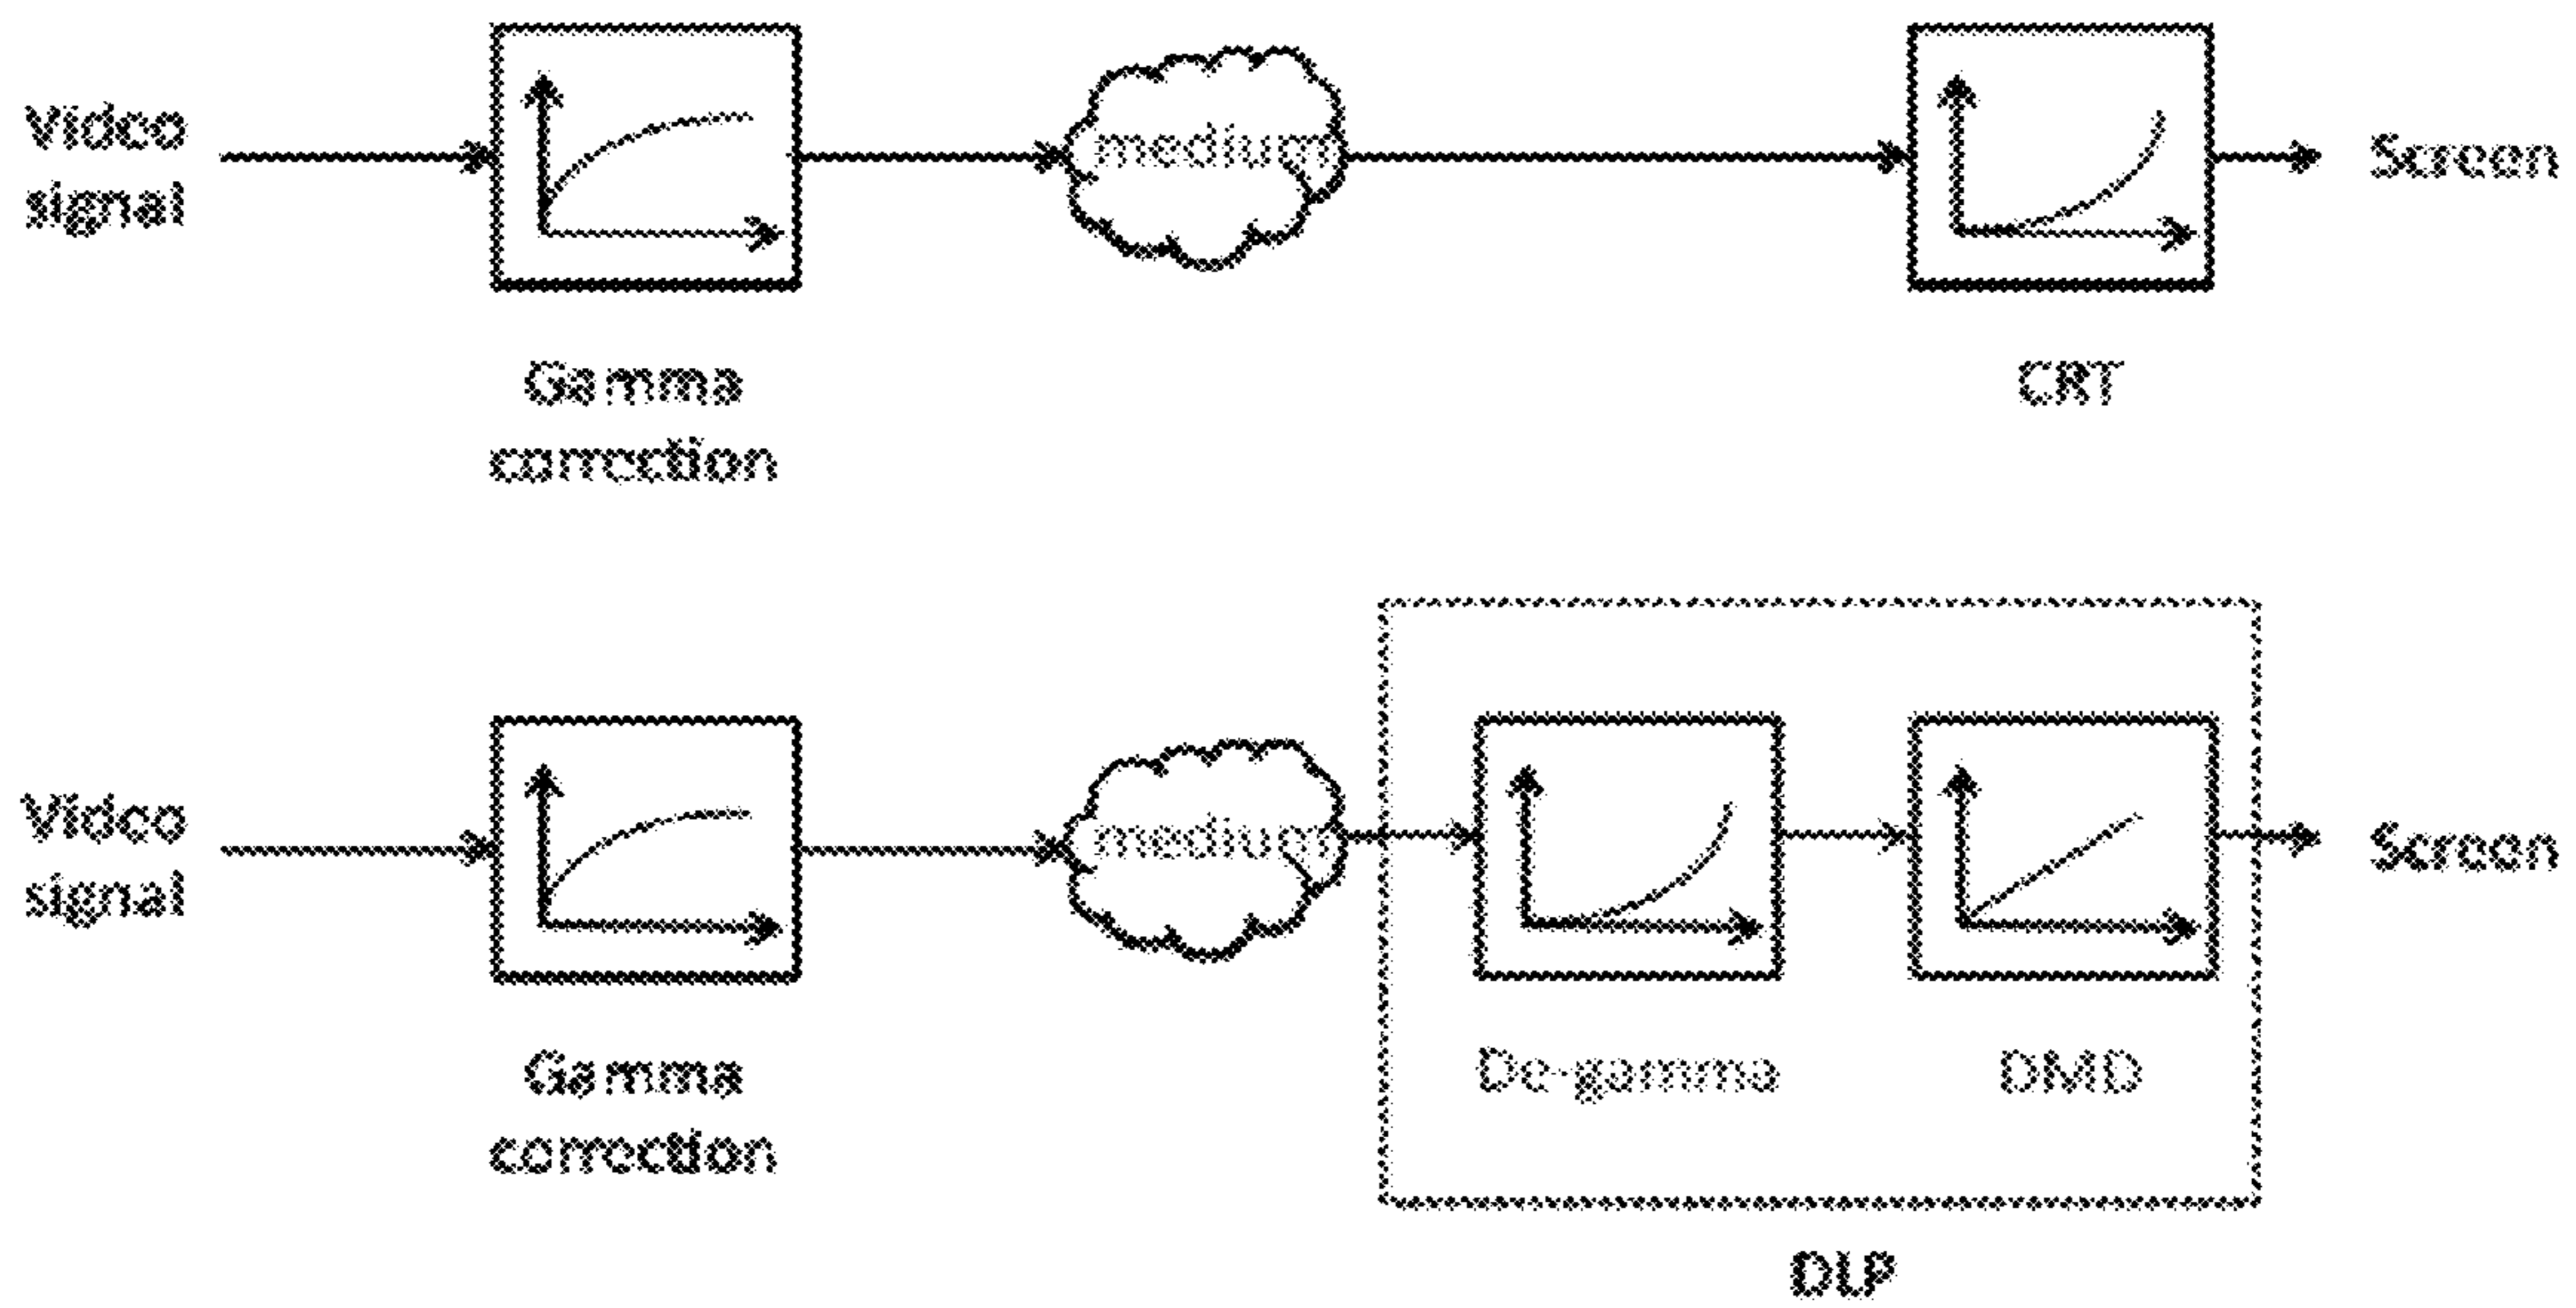 Video
signal
medium
Screen
Gamma
correction
CRT
Video
signal
medium
Screen
Gamma
correction
De-gamma
DMD
DLP